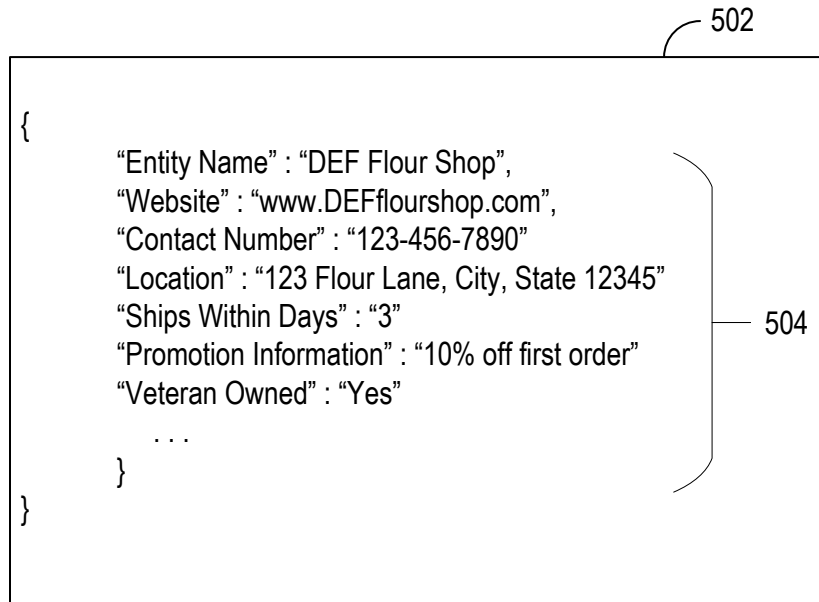 502
{
“Entity Name” : “DEF Flour Shop”,
“Website” : “www.DEFflourshop.com”,
“Contact Number” : “123-456-7890”
“Location” : “123 Flour Lane, City, State 12345”
“Ships Within Days” : “3”
“Promotion Information” : “10% off first order”
“Veteran Owned” : “Yes”
. . .
}
}
504